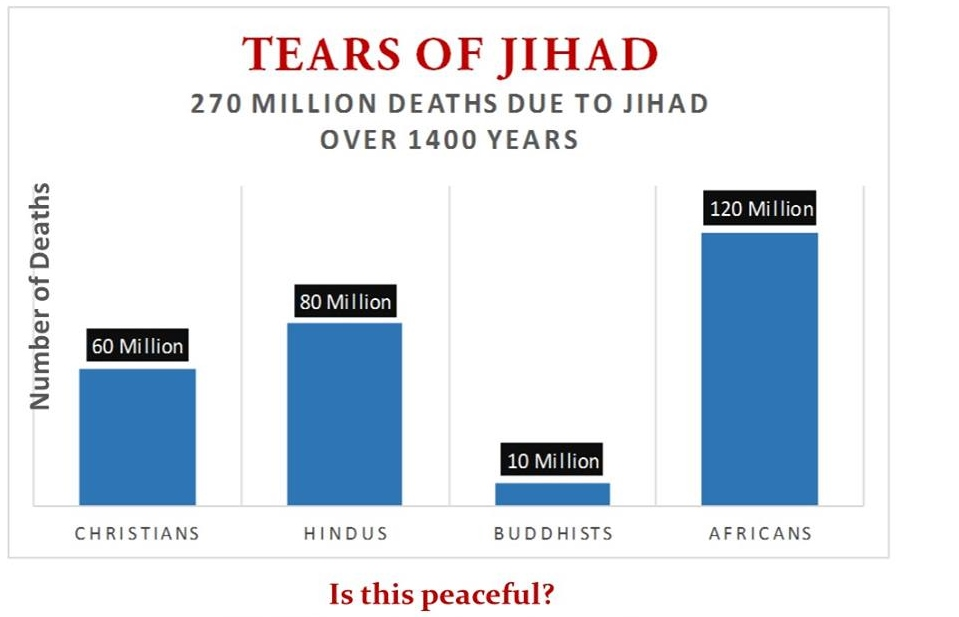 TEARS OF JIHAD
270 MILLION DEATHS DUE TO JIHAD
OVER 1400 YEARS
Number of Deaths
60 Million
80 Million
10 Million
120 Million
CHRISTIANS
HINDUS
BUDDHISTS
AFRICANS
Is this peaceful?